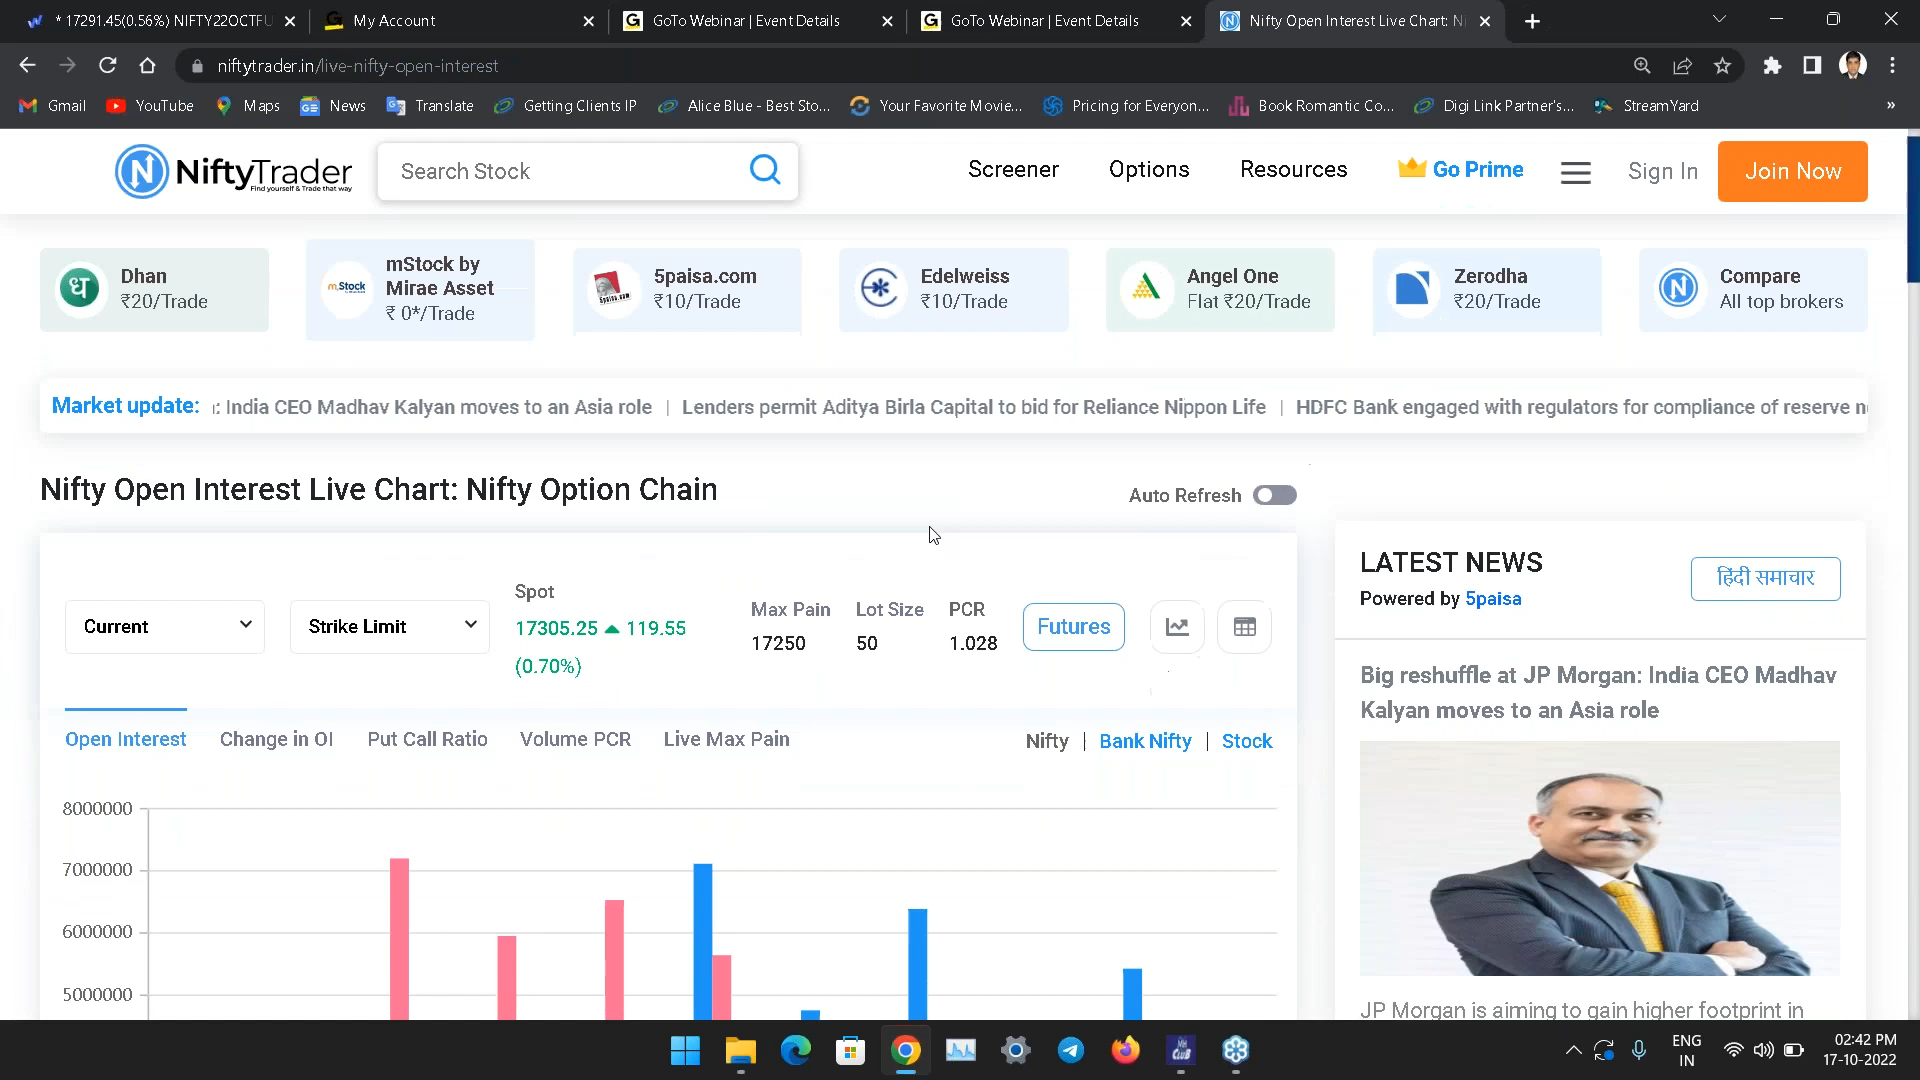 * 17291.45(0.56%) NIFTY22OCTFU
My Account
GoTo Webinar | Event Details
GoTo Webinar | Event Details
Nifty Open Interest Live Chart: Ni
niftytrader.in/live-nifty-open-interest
Gmail
YouTube
Maps
News
Translate
Getting Clients IP
Alice Blue - Best Sto...
Your Favorite Movie...
Pricing for Everyon...
Book Romantic Co...
Digi Link Partner's...
StreamYard
»
NiftyTrader
Find yourself & Trade that way
Search Stock
Screener
Options
Resources
Go Prime
Sign In
Join Now
ध
Dhan
₹20/Trade
m.Stock
mStock by
Mirae Asset
₹ 0*/Trade
5paisa.com
5paisa.com
₹10/Trade
Edelweiss
₹10/Trade
Angel One
Flat ₹20/Trade
Zerodha
₹20/Trade
Compare
All top brokers
Market update:
: India CEO Madhav Kalyan moves to an Asia role | Lenders permit Aditya Birla Capital to bid for Reliance Nippon Life | HDFC Bank engaged with regulators for compliance of reserve n
Nifty Open Interest Live Chart: Nifty Option Chain
Auto Refresh
Current
Strike Limit
Spot
17305.25 ▲ 119.55
(0.70%)
Max Pain
17250
Lot Size
50
PCR
1.028
Futures
Open Interest
Change in OI
Put Call Ratio
Volume PCR
Live Max Pain
Nifty | Bank Nifty | Stock
8000000
7000000
6000000
5000000
LATEST NEWS
Powered by 5paisa
हिंदी समाचार
Big reshuffle at JP Morgan: India CEO Madhav
Kalyan moves to an Asia role
JP Morgan is aiming to gain higher footprint in
MH
CLUB
ENG
IN
02:42 PM
17-10-2022